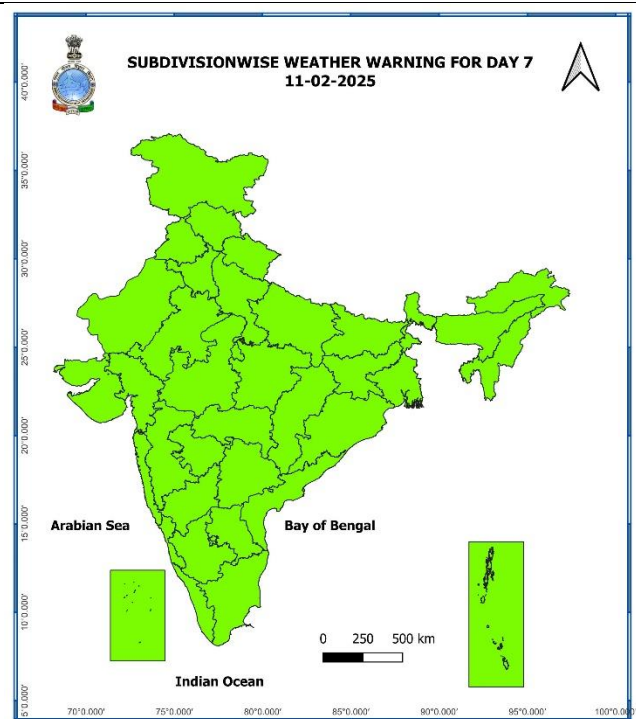 SUBDIVISIONWISE WEATHER WARNING FOR DAY 7
11-02-2025
40°0.000'
35°0.000'
30°0.000'
25°0.000'
20°0.000'
15°0.000'
10°0.000'
5°0.000'
Arabian Sea
Bay of Bengal
0 250 500 km
Indian Ocean
70°0.000' 75°0.000' 80°0.000' 85°0.000' 90°0.000' 95°0.000' 100°0.000'